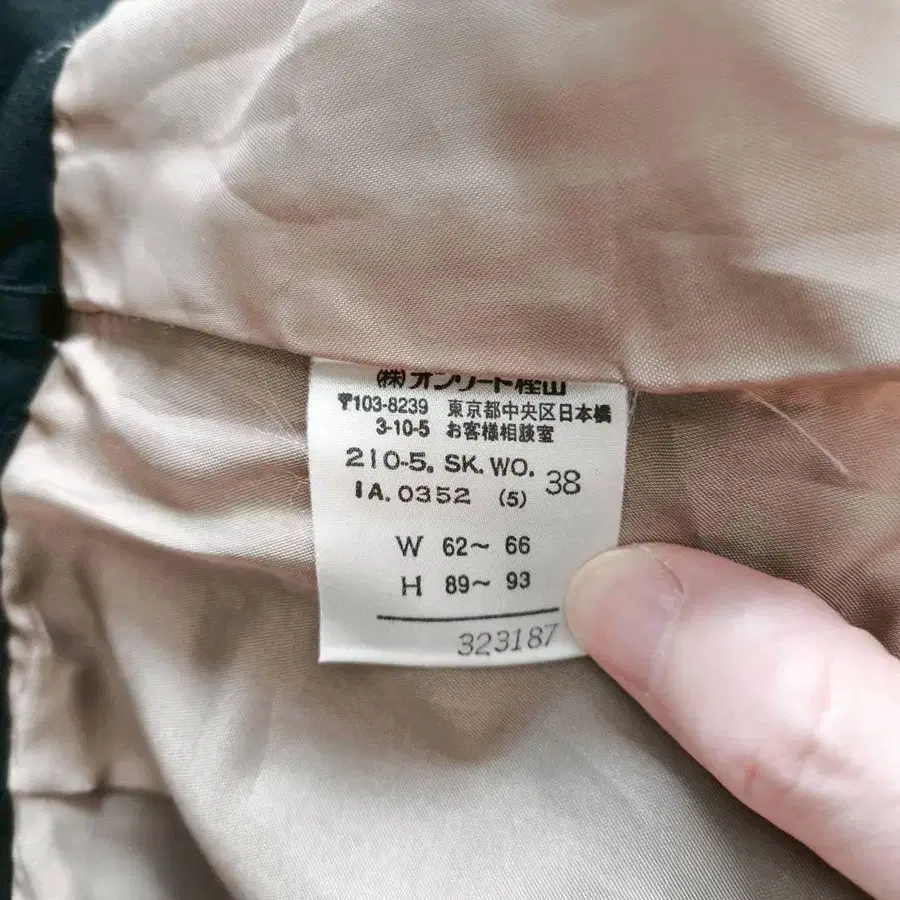 ㈱オンワード樫山
〒103-8239 東京都中央区日本橋
3-10-5 お客様相談室
210-5. SK. WO. 38
IA. 0352 (5)
W 62〜 66
H 89〜 93
323187